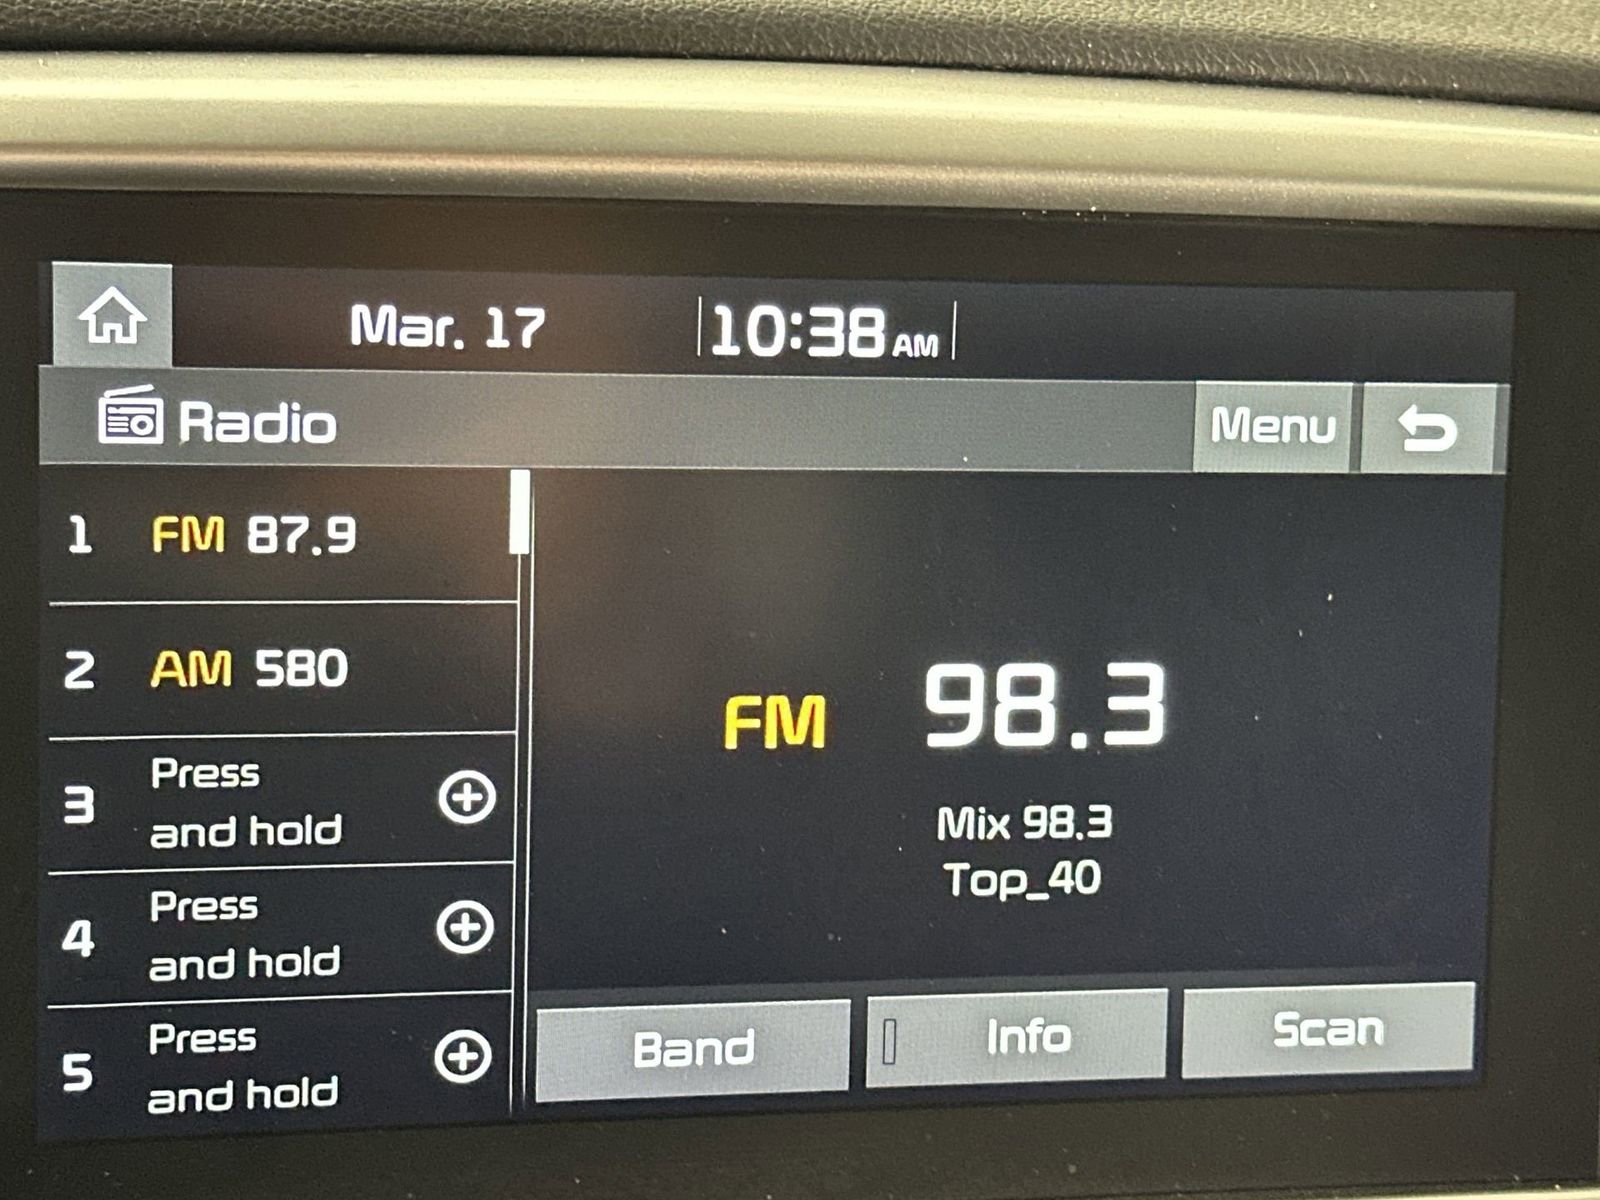 Mar. 17 10:38 AM
Radio Menu
1 FM 87.9
2 AM 580
3 Press
and hold
4 Press
and hold
5 Press
and hold
FM 98.3
Mix 98.3
Top_40
Band Info Scan